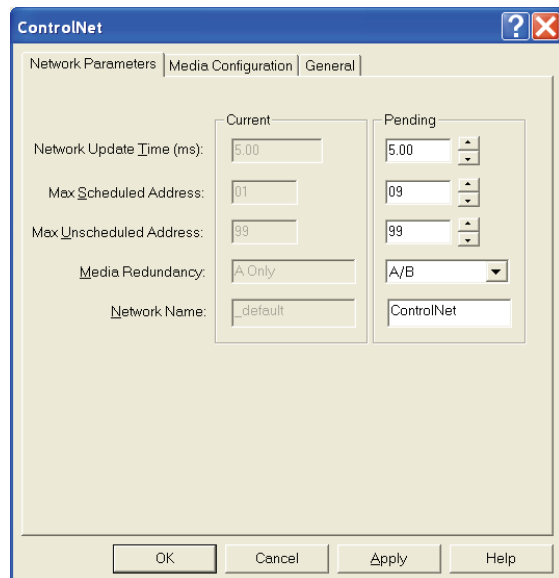 ControlNet
Network Parameters Media Configuration General
Current Pending
Network Update Time (ms): 5.00 5.00
Max Scheduled Address: 01 09
Max Unscheduled Address: 99 99
Media Redundancy: A Only A/B
Network Name: _default ControlNet
OK Cancel Apply Help